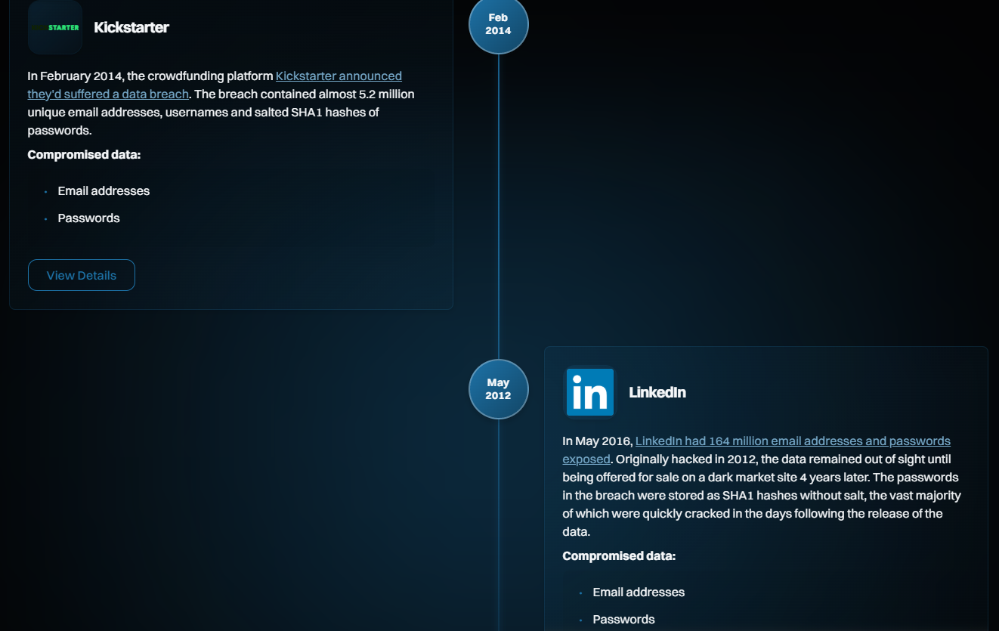 STARTER
Kickstarter
Feb
2014
In February 2014, the crowdfunding platform Kickstarter announced
they'd suffered a data breach. The breach contained almost 5.2 million
unique email addresses, usernames and salted SHA1 hashes of
passwords.
Compromised data:
Email addresses
Passwords
View Details
May
2012
in
LinkedIn
In May 2016, LinkedIn had 164 million email addresses and passwords
exposed. Originally hacked in 2012, the data remained out of sight until
being offered for sale on a dark market site 4 years later. The passwords
in the breach were stored as SHA1 hashes without salt, the vast majority
of which were quickly cracked in the days following the release of the
data.
Compromised data:
Email addresses
Passwords